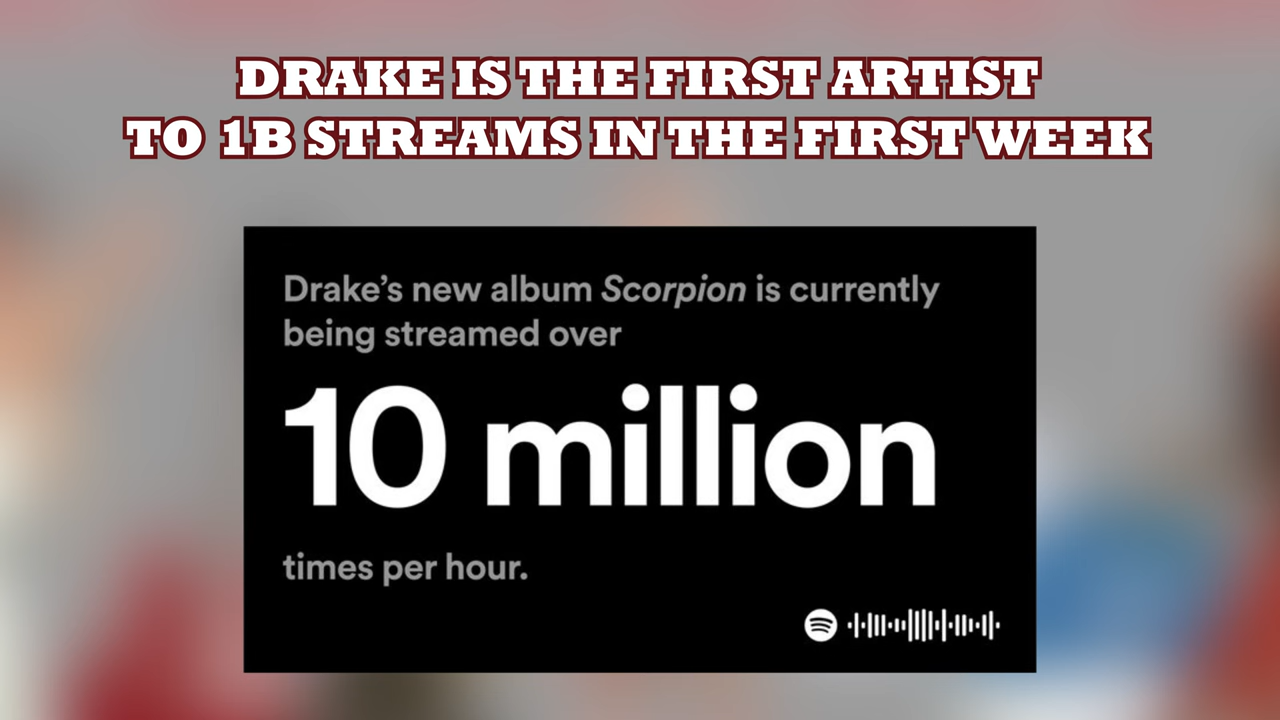 DRAKE IS THE FIRST ARTIST
TO 1B STREAMS IN THE FIRST WEEK
Drake’s new album Scorpion is currently
being streamed over
10 million
times per hour.